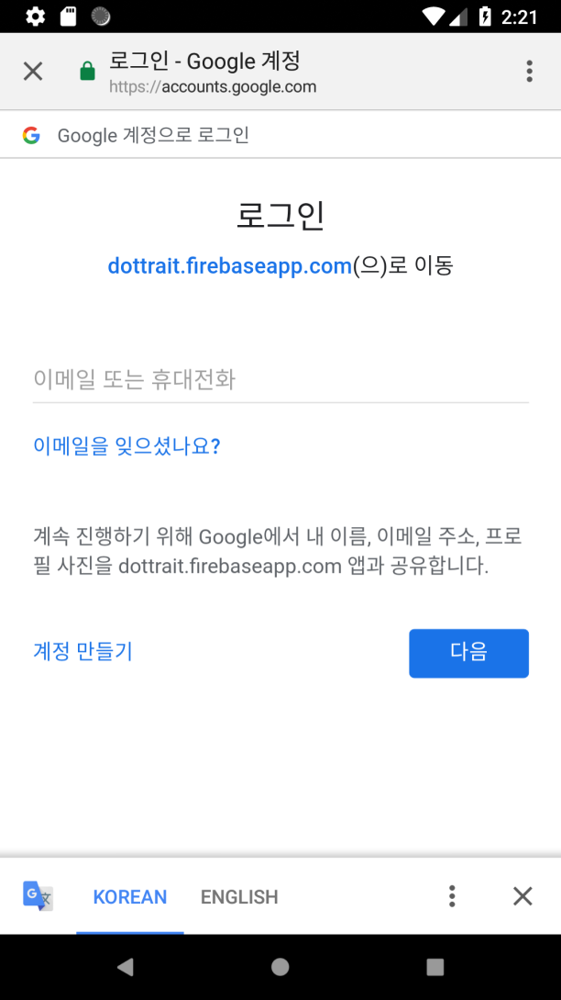 2:21
로그인 - Google 계정
https://accounts.google.com
Google 계정으로 로그인
로그인
dottrait.firebaseapp.com(으)로 이동
이메일 또는 휴대전화
이메일을 잊으셨나요?
계속 진행하기 위해 Google에서 내 이름, 이메일 주소, 프로
필 사진을 dottrait.firebaseapp.com 앱과 공유합니다.
계정 만들기
다음
KOREAN ENGLISH